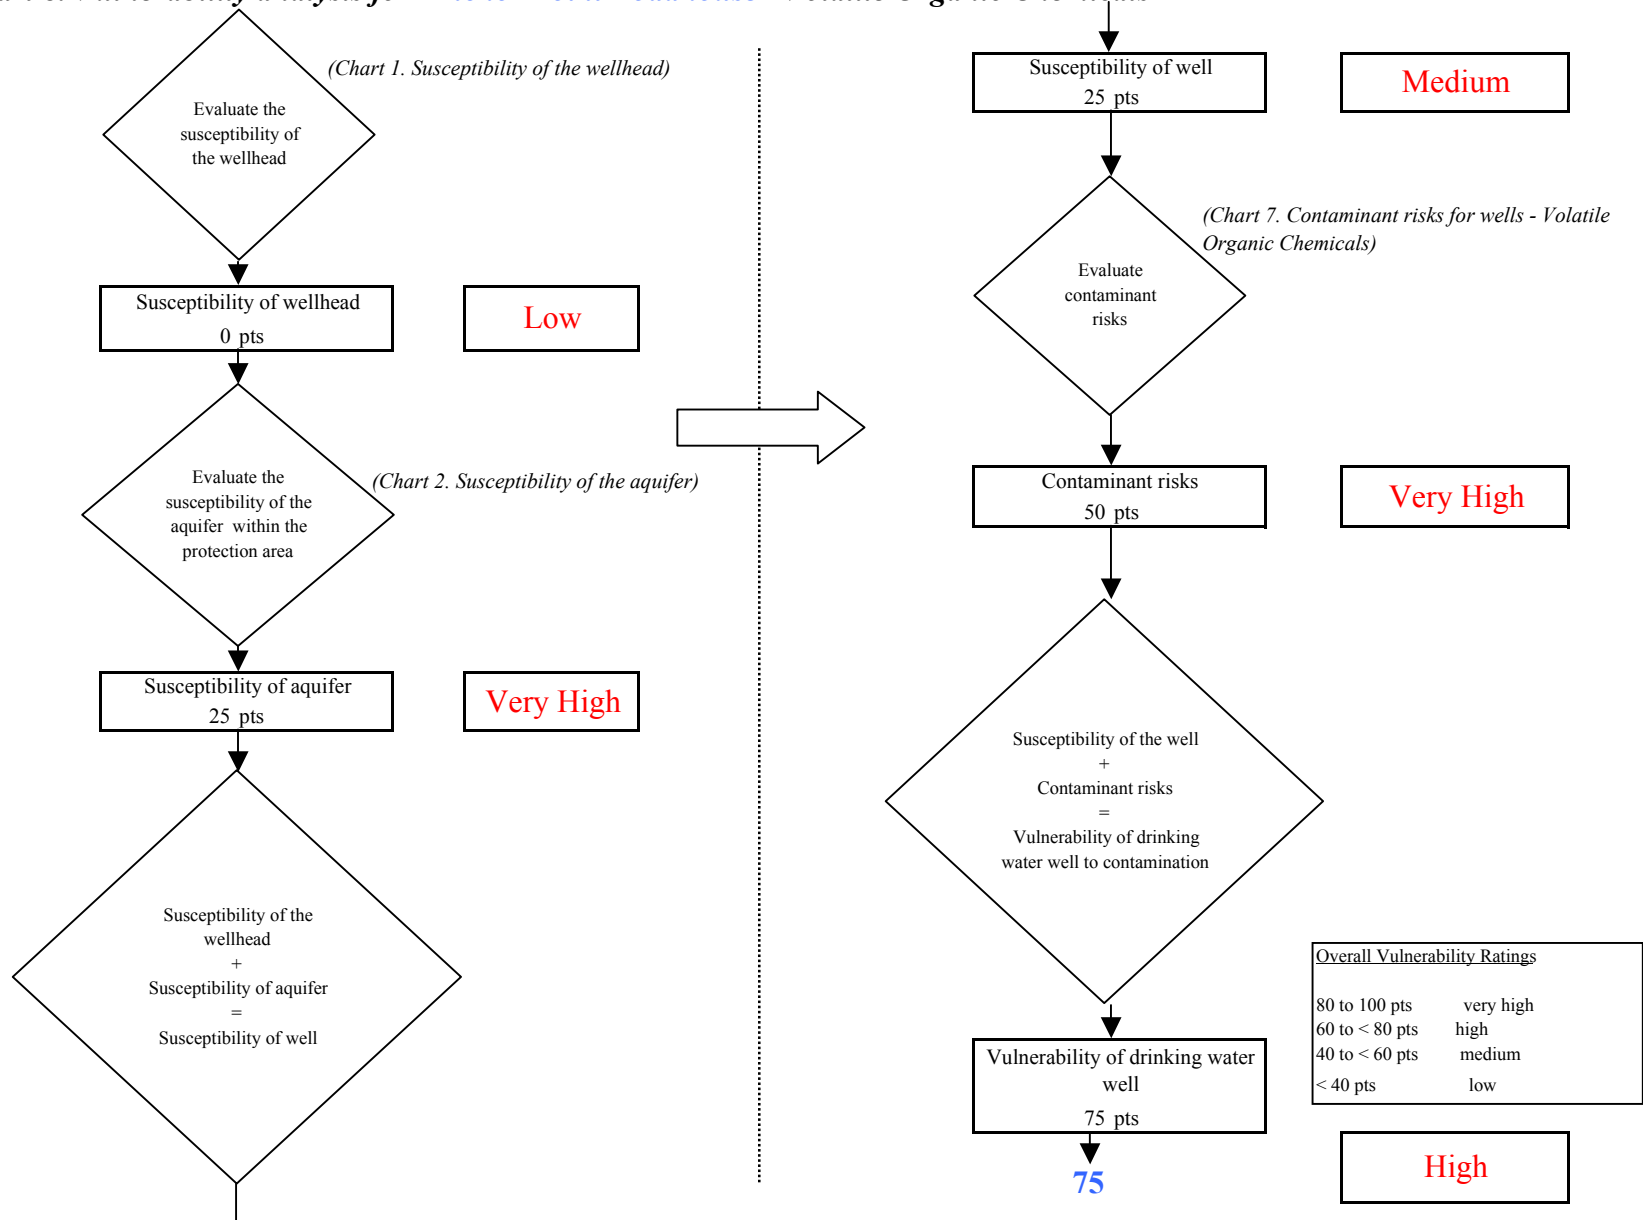 (Chart 1. Susceptibility of the wellhead)
Evaluate the
susceptibility of
the wellhead
Susceptibility of wellhead
0 pts
Low
Evaluate the
susceptibility of the
aquifer within the
protection area
(Chart 2. Susceptibility of the aquifer)
Susceptibility of aquifer
25 pts
Very High
Susceptibility of the
wellhead
+
Susceptibility of aquifer
=
Susceptibility of well
Susceptibility of well
25 pts
Medium
(Chart 7. Contaminant risks for wells - Volatile
Organic Chemicals)
Evaluate
contaminant
risks
Contaminant risks
50 pts
Very High
Susceptibility of the well
+
Contaminant risks
=
Vulnerability of drinking
water well to contamination
Overall Vulnerability Ratings
80 to 100 pts very high
60 to < 80 pts high
40 to < 60 pts medium
< 40 pts low
Vulnerability of drinking water
well
75 pts
75
High